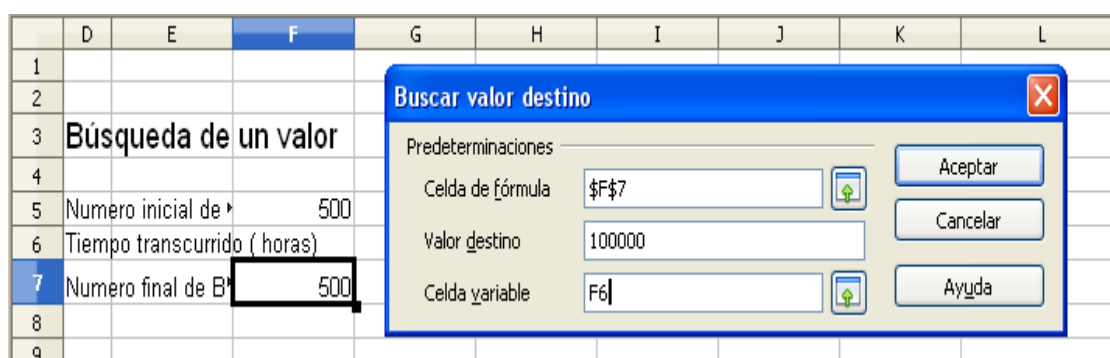 D E F G H I J K L
1
2
3 Búsqueda de un valor
4
5 Numero inicial de 500
6 Tiempo transcurrido ( horas)
7 Numero final de B 500
8
9
Buscar valor destino
Predeterminaciones
Celda de fórmula $F$7
Valor destino 100000
Celda variable F6
Aceptar
Cancelar
Ayuda